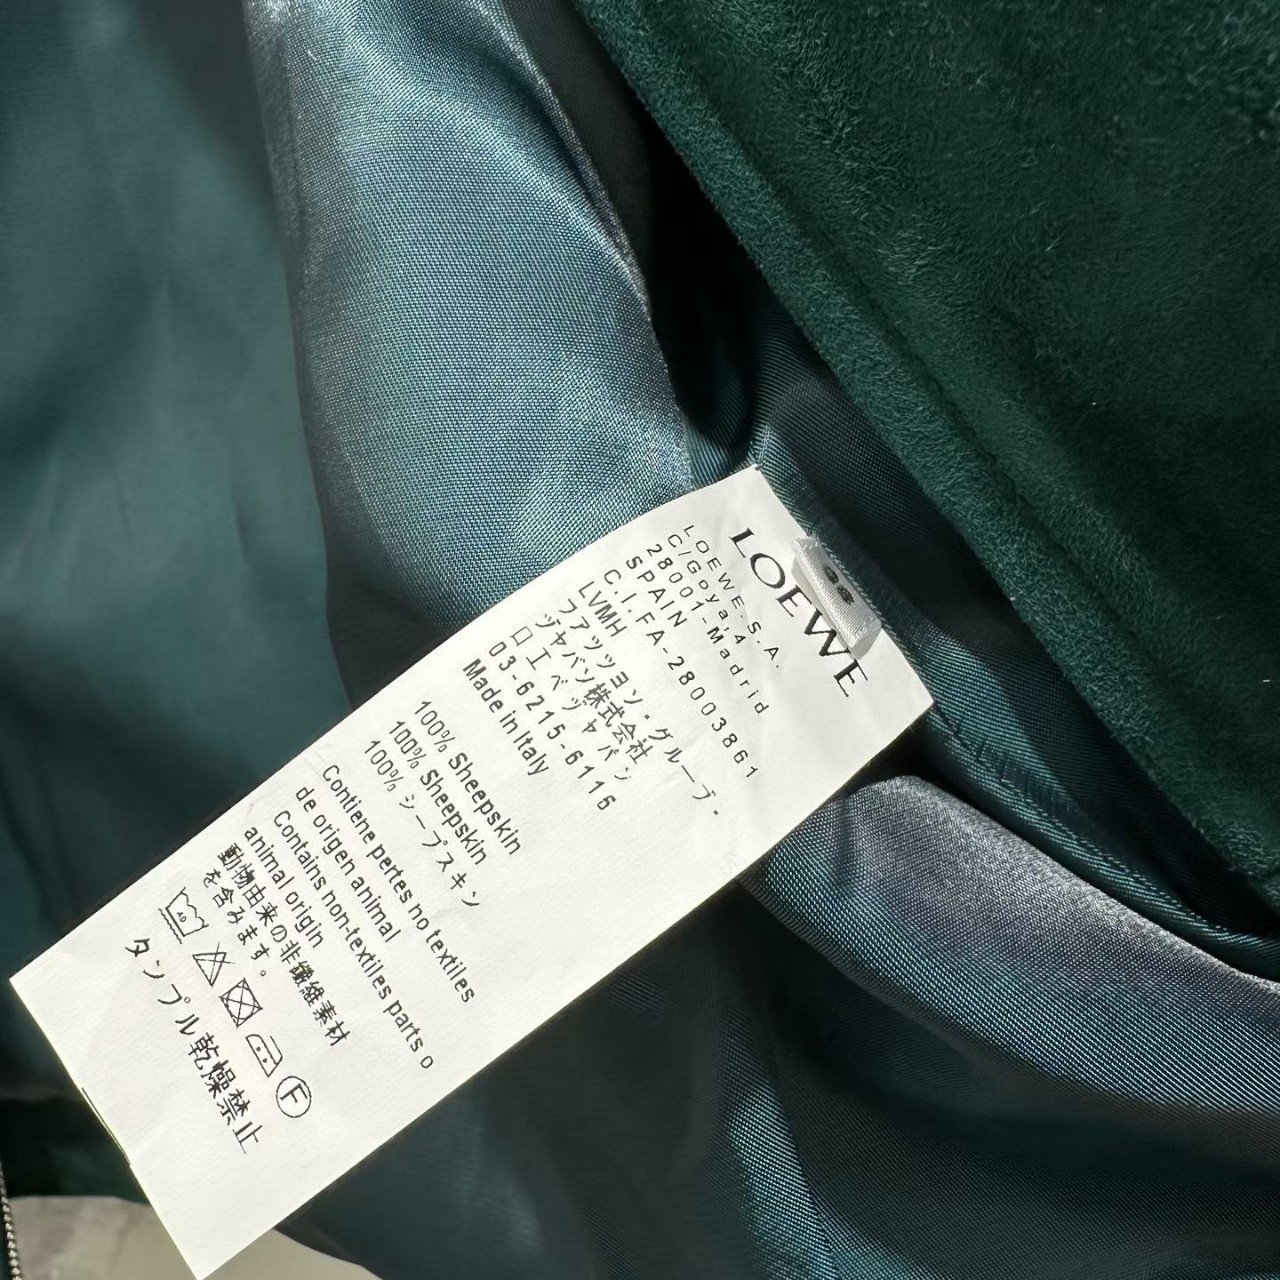 LOEWE
LOEWE.S.A.
C/Goya,4
28001-Madrid
SPAIN
C.I.FA-28003861
LVMH
ファッツョン・グルーブ・
ジャバン株式会社
ロエベ・ジャパン
03-6215-6116
Made in Italy
100% Sheepskin
100% Sheepskin
100% シープスキン
Contiene pertes no textiles
de origen animal
Contains non-textiles parts o
animal origin
動物由来の非繊維素材
を含みます。
40
F
タンプル乾燥禁止